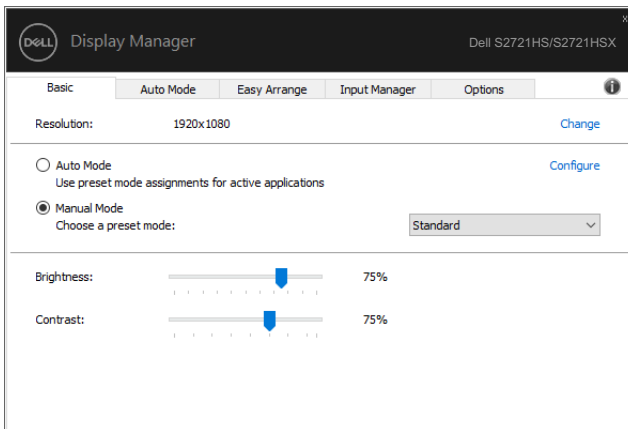 x
DELL Display Manager Dell S2721HS/S2721HSX
Basic Auto Mode Easy Arrange Input Manager Options i
Resolution: 1920x1080 Change
Auto Mode Configure
Use preset mode assignments for active applications
Manual Mode
Choose a preset mode: Standard
Brightness: 75%
Contrast: 75%